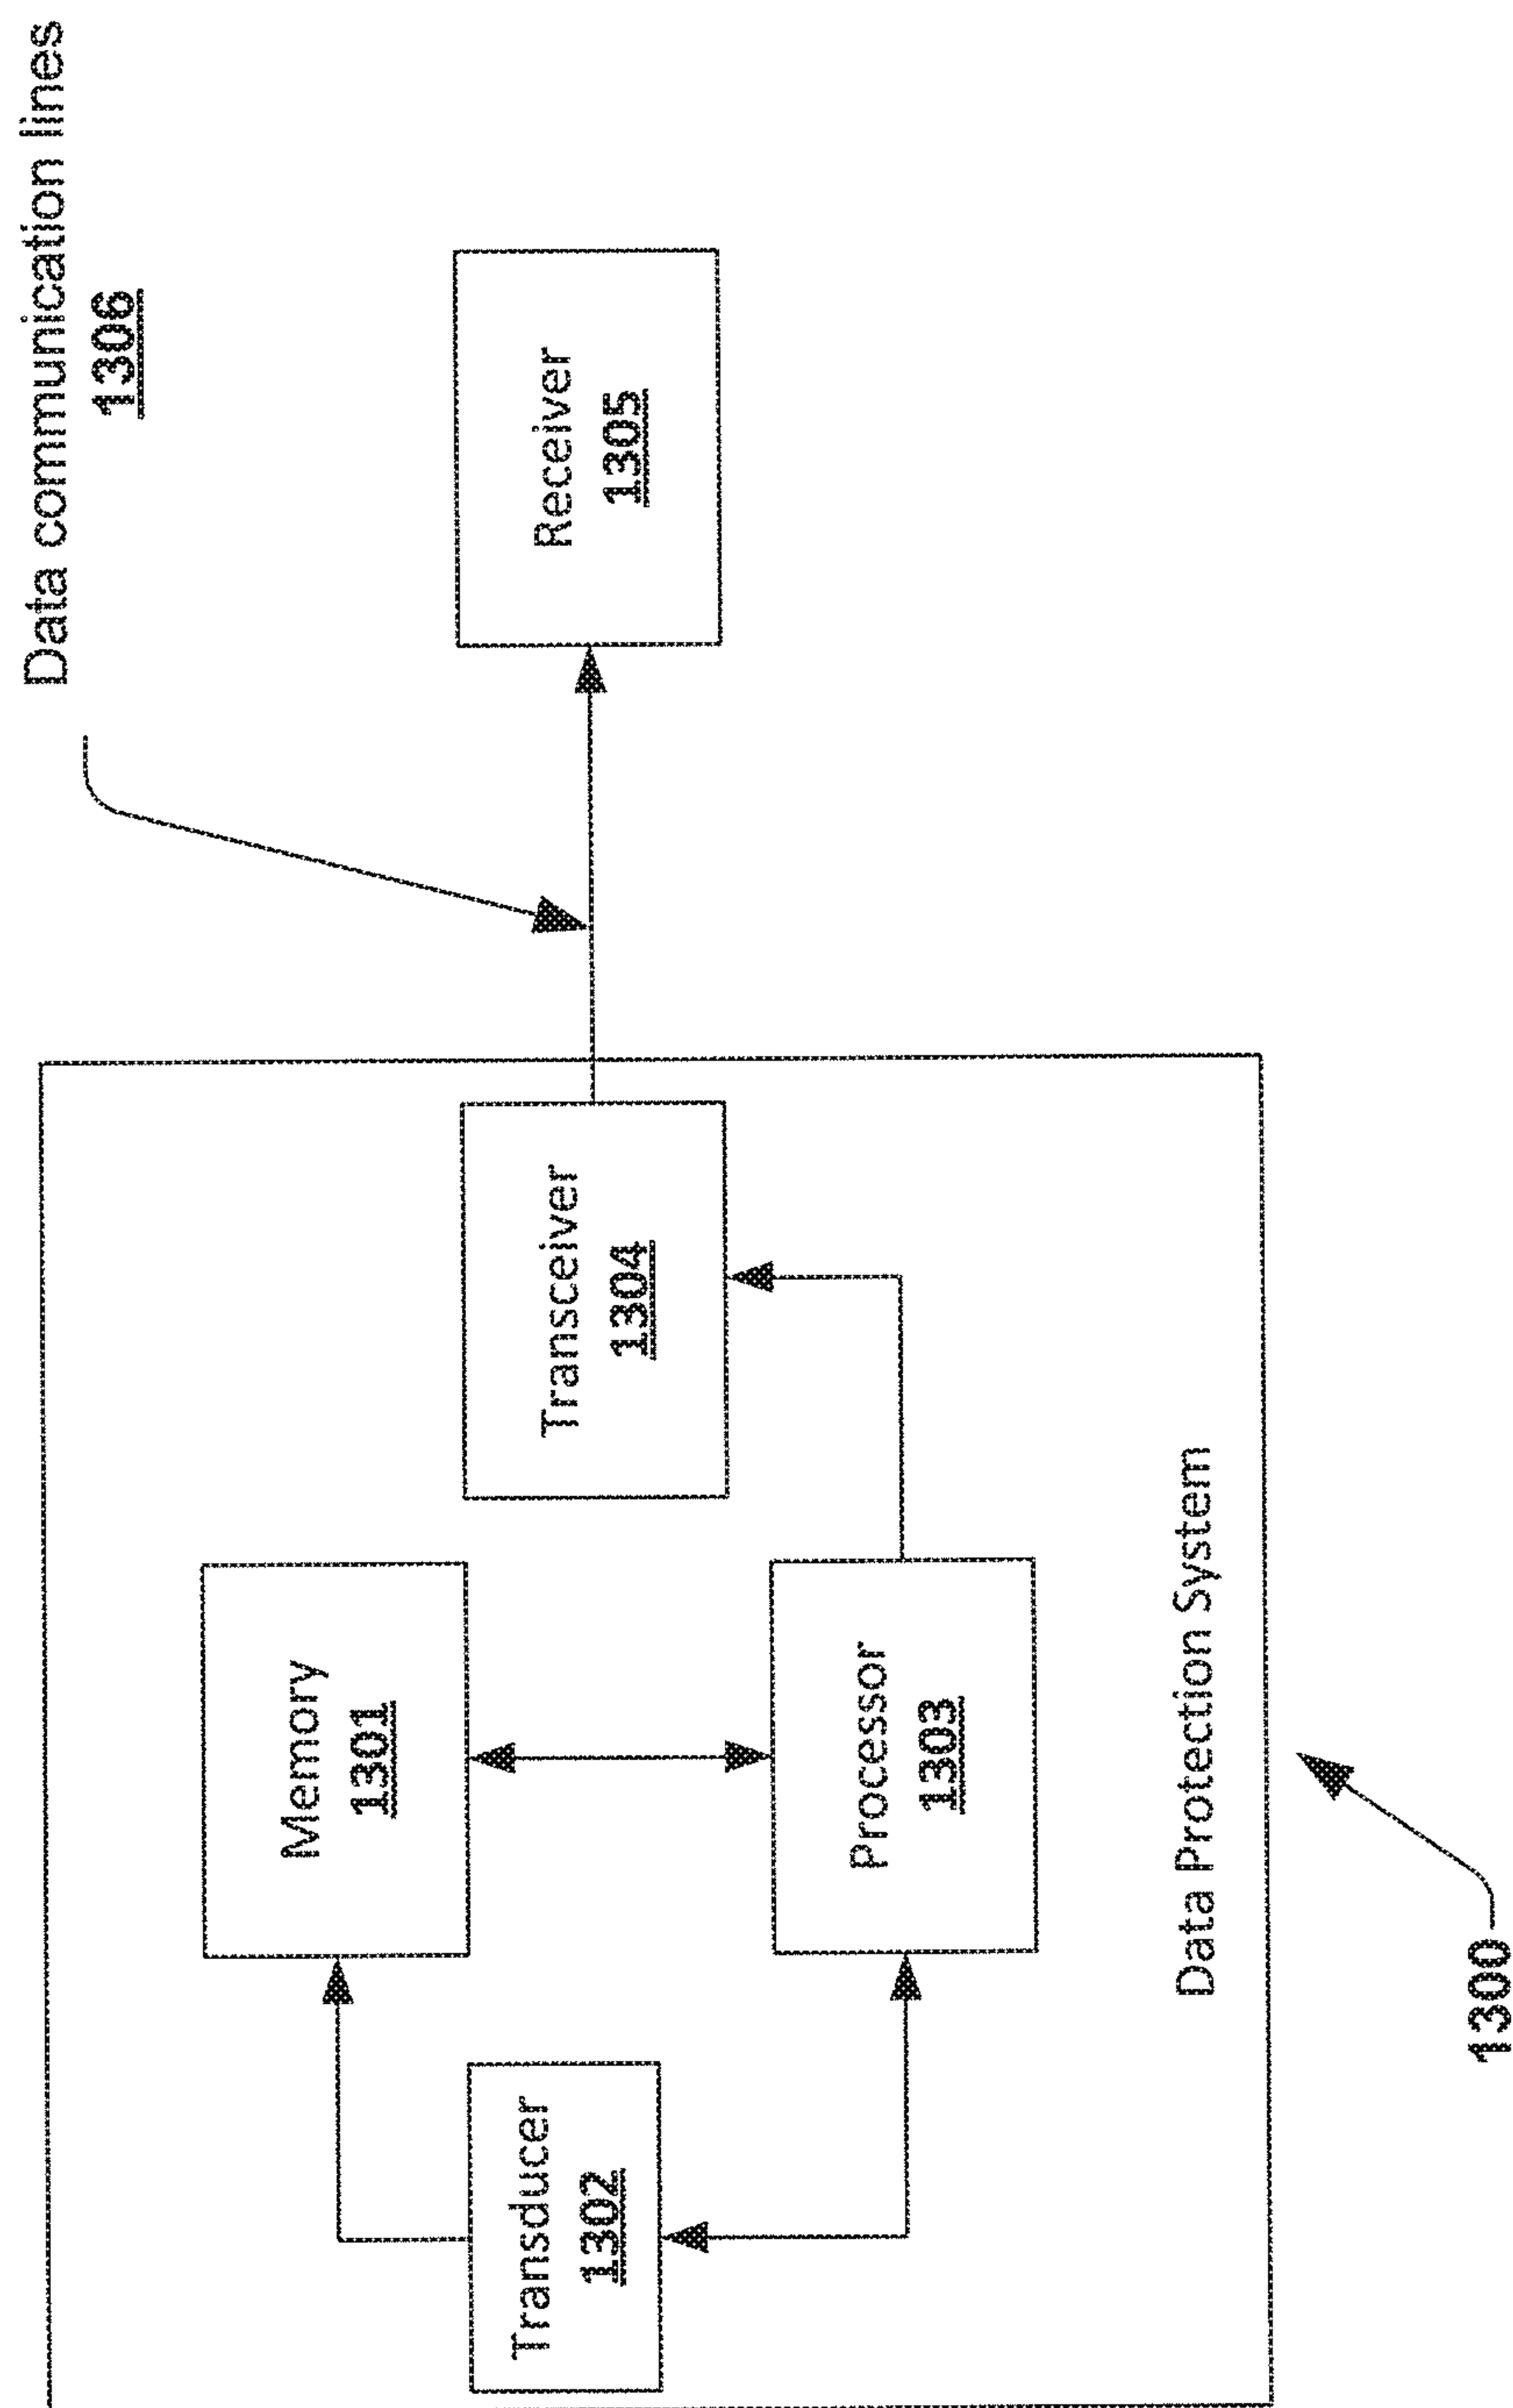 Data communication lines
1306
Memory
1301
Transducer
1302
Transceiver
1304
Receiver
1305
Processor
1303
Data Protection System
1300